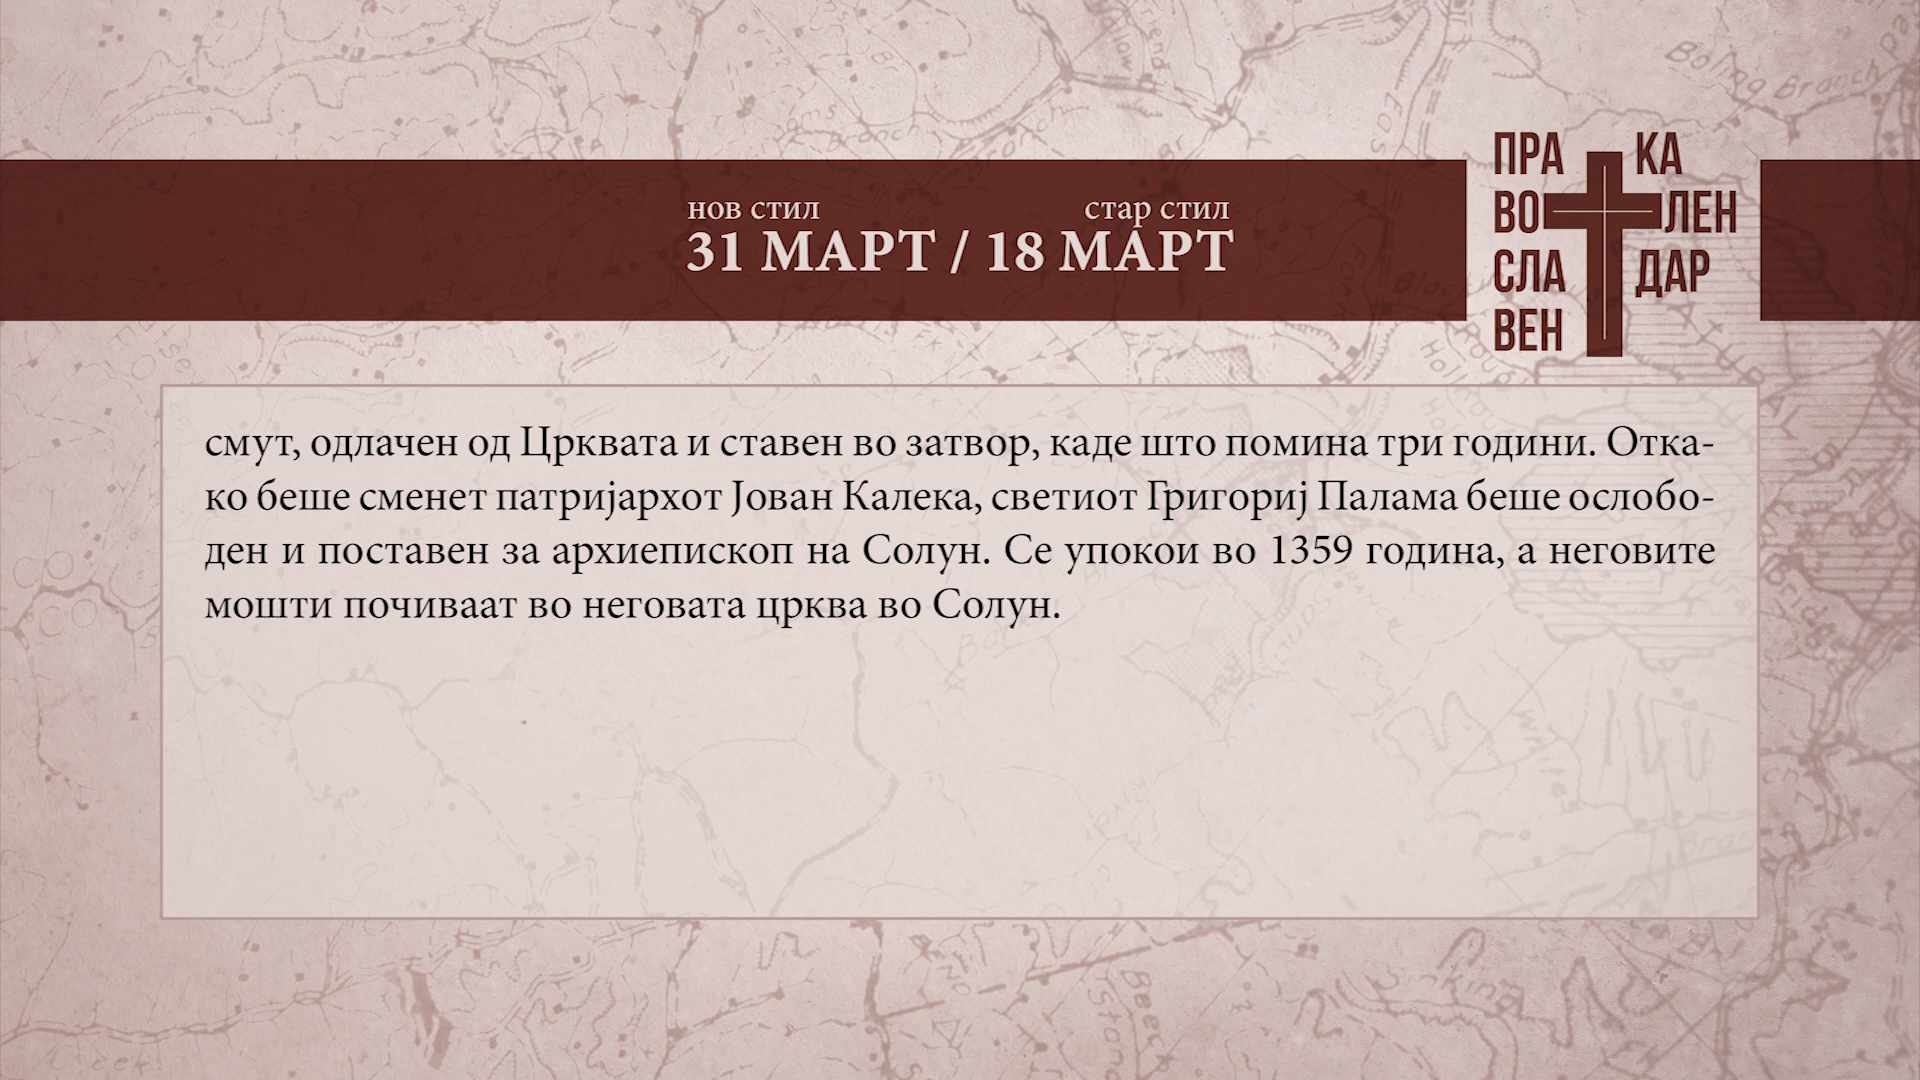 нов стил
стар стил
31 МАРТ / 18 МАРТ
ПРА
ВО
СЛА
ВЕН
КА
ЛЕН
ДАР
смут, одлачен од Црквата и ставен во затвор, каде што помина три години. Отка-
ко беше сменет патријархот Јован Калека, светиот Григориј Палама беше ослобо-
ден и поставен за архиепископ на Солун. Се упокои во 1359 година, а неговите
мошти почиваат во неговата црква во Солун.
Boling Branch
Creek